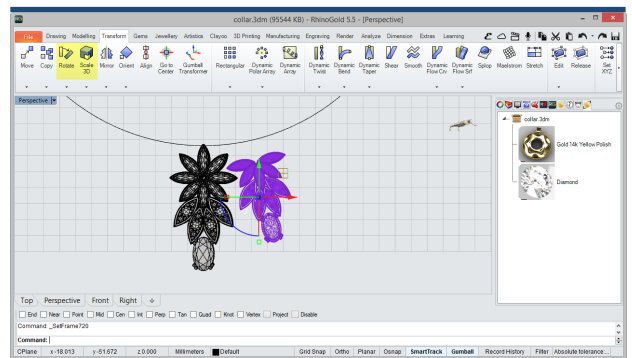 collar.3dm (95544 KB) - RhinoGold 5.5 - [Perspective]
File Drawing Modelling Transform Gems Jewellery Artistics Clayoo 3D Printing Manufacturing Engraving Render Analyze Dimension Extras Learning
Move Copy Rotate Scale 3D Mirror Orient Align Go to Center Gumball Transformer Rectangular Dynamic Polar Array Dynamic Array Dynamic Twist Dynamic Bend Dynamic Taper Shear Smooth Dynamic Flow Crv Dynamic Flow Srf Splop Maelstrom Stretch Edit Release Set XYZ
Perspective
collar.3dm
Gold 14k Yellow Polish
Diamond
Top Perspective Front Right
End Near Point Mid Cen Int Perp Tan Quad Knot Vertex Project Disable
Command: _SetFrame720
Command:
CPlane x -18.013 y -51.672 z 0.000 Millimeters Default Grid Snap Ortho Planar Osnap SmartTrack Gumball Record History Filter Absolute tolerance:...